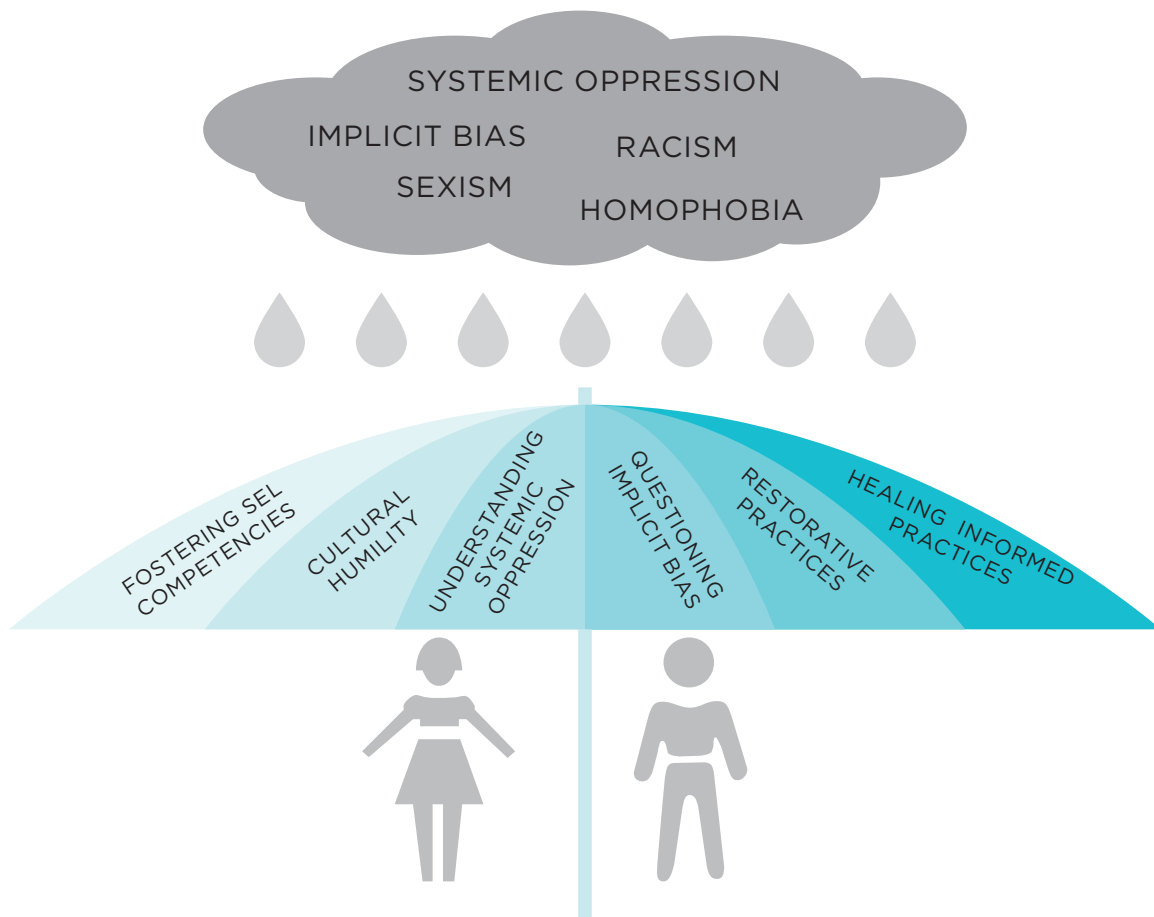 SYSTEMIC OPPRESSION
IMPLICIT BIAS
RACISM
SEXISM
HOMOPHOBIA
FOSTERING SEL
COMPETENCIES
CULTURAL
HUMILITY
UNDERSTANDING
SYSTEMIC
OPPRESSION
QUESTIONING
IMPLICIT BIAS
RESTORATIVE
PRACTICES
HEALING INFORMED
PRACTICES